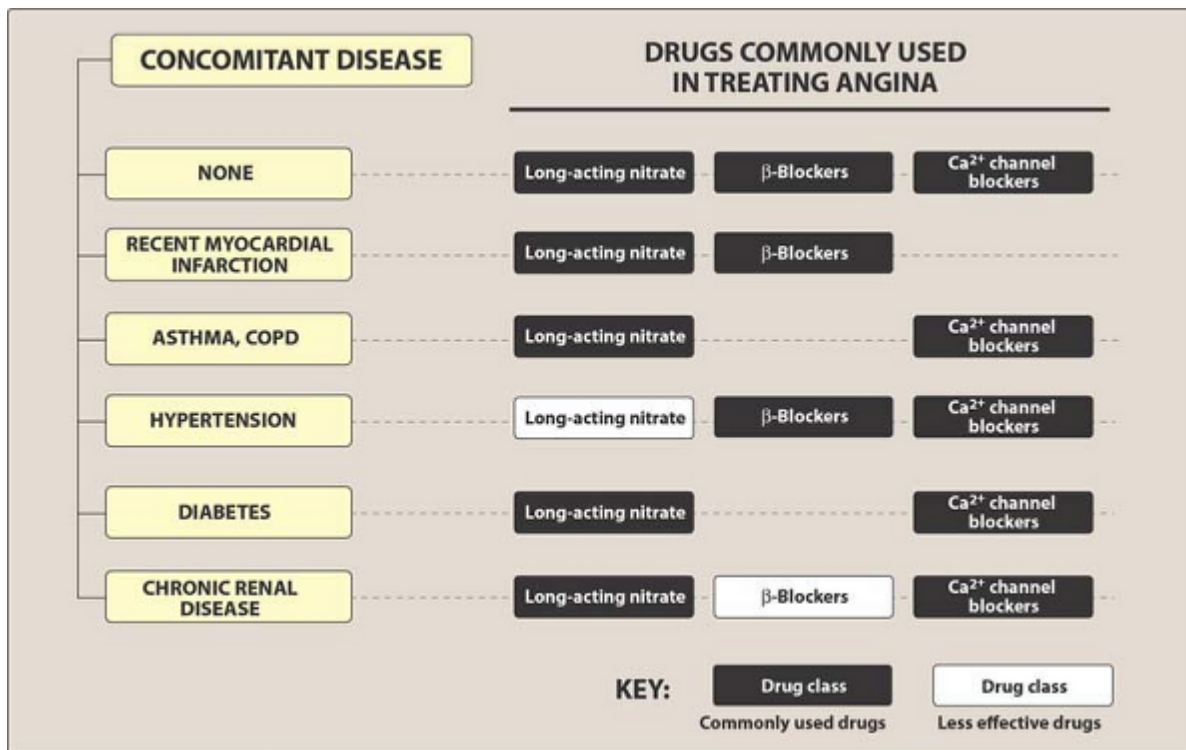 CONCOMITANT DISEASE
DRUGS COMMONLY USED
IN TREATING ANGINA
NONE
Long-acting nitrate
β-Blockers
Ca²⁺ channel
blockers
RECENT MYOCARDIAL
INFARCTION
Long-acting nitrate
β-Blockers
ASTHMA, COPD
Long-acting nitrate
Ca²⁺ channel
blockers
HYPERTENSION
Long-acting nitrate
β-Blockers
Ca²⁺ channel
blockers
DIABETES
Long-acting nitrate
Ca²⁺ channel
blockers
CHRONIC RENAL
DISEASE
Long-acting nitrate
β-Blockers
Ca²⁺ channel
blockers
KEY:
Drug class
Commonly used drugs
Drug class
Less effective drugs